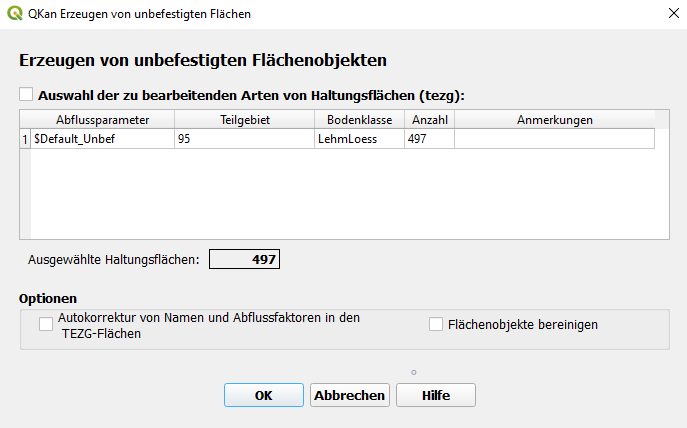 QKan Erzeugen von unbefestigten Flächen
Erzeugen von unbefestigten Flächenobjekten
Auswahl der zu bearbeitenden Arten von Haltungsflächen (tezg):
Abflussparameter Teilgebiet Bodenklasse Anzahl Anmerkungen
1 $Default_Unbef 95 LehmLoess 497
Ausgewählte Haltungsflächen: 497
Optionen
Autokorrektur von Namen und Abflussfaktoren in den
TEZG-Flächen
Flächenobjekte bereinigen
OK Abbrechen Hilfe